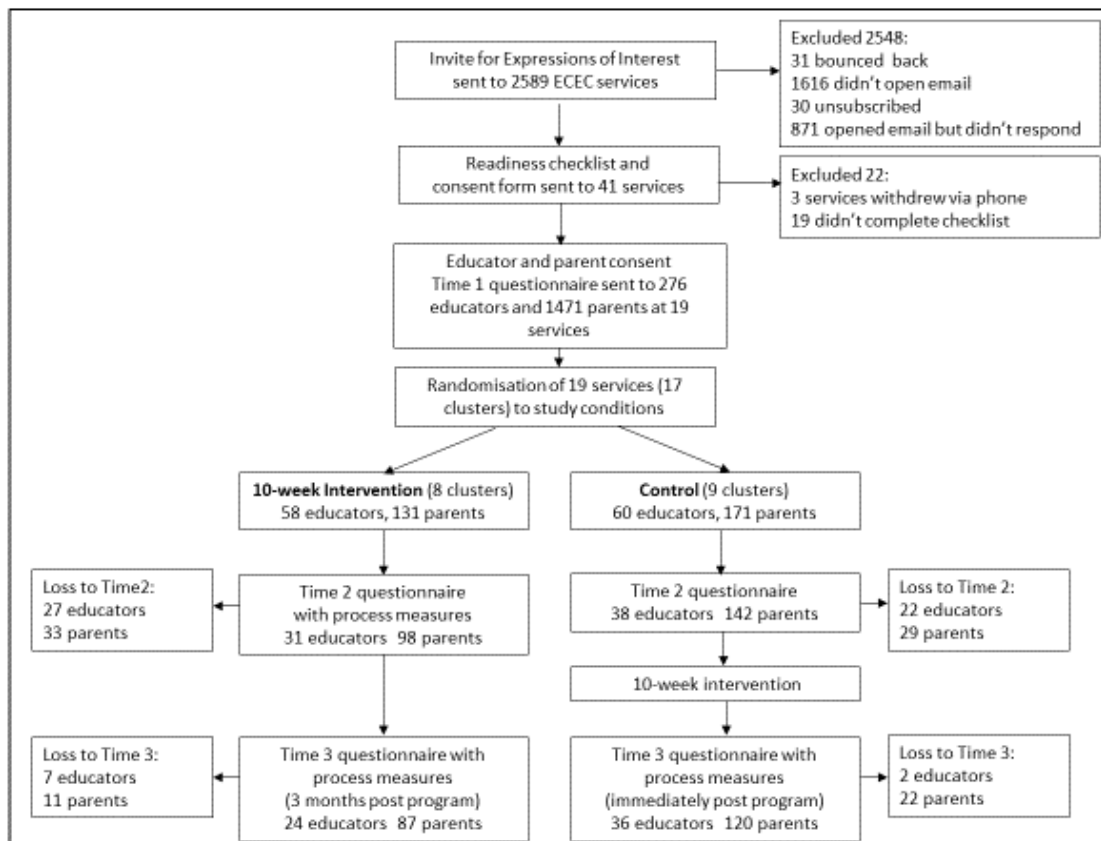 Invite for Expressions of Interest
sent to 2589 ECEC services
Excluded 2548:
31 bounced back
1616 didn't open email
30 unsubscribed
871 opened email but didn't respond
Readiness checklist and
consent form sent to 41 services
Excluded 22:
3 services withdrew via phone
19 didn't complete checklist
Educator and parent consent
Time 1 questionnaire sent to 276
educators and 1471 parents at 19
services
Randomisation of 19 services (17
clusters) to study conditions
10-week Intervention (8 clusters)
58 educators, 131 parents
Control (9 clusters)
60 educators, 171 parents
Loss to Time2:
27 educators
33 parents
Time 2 questionnaire
with process measures
31 educators 98 parents
Time 2 questionnaire
38 educators 142 parents
Loss to Time 2:
22 educators
29 parents
10-week intervention
Loss to Time 3:
7 educators
11 parents
Time 3 questionnaire with
process measures
(3 months post program)
24 educators 87 parents
Time 3 questionnaire with
process measures
(immediately post program)
36 educators 120 parents
Loss to Time 3:
2 educators
22 parents